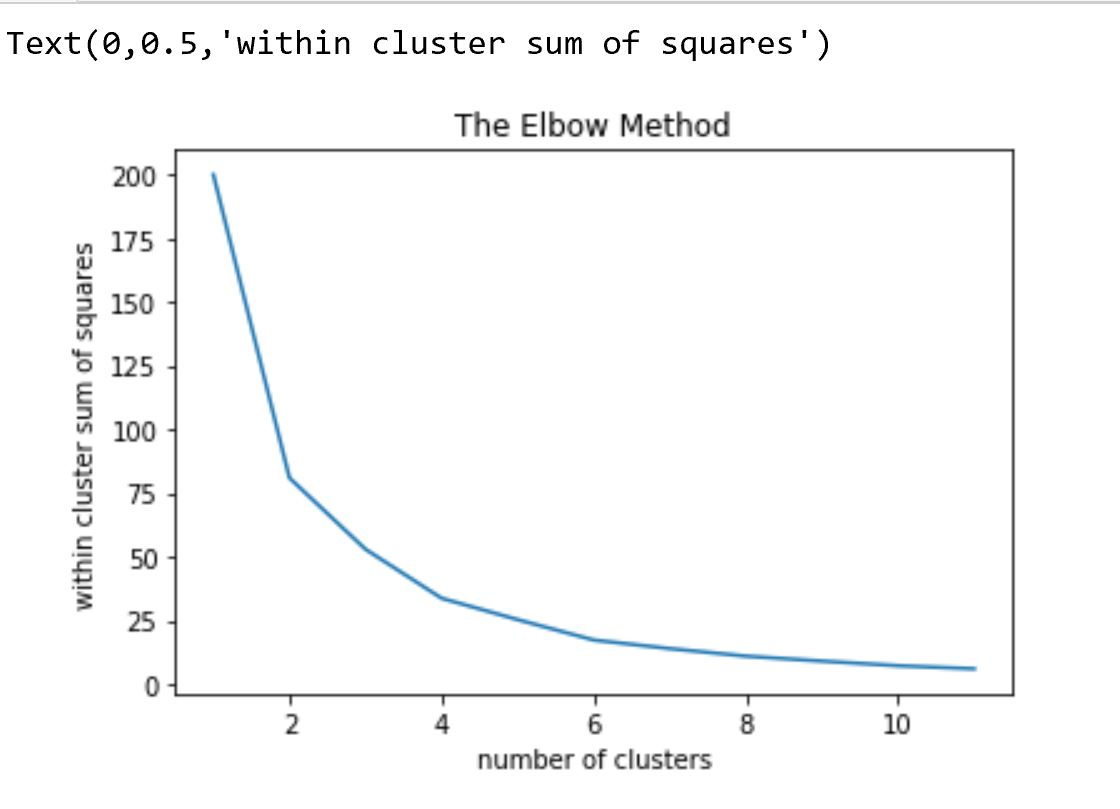 Text(0,0.5,'within cluster sum of squares')
The Elbow Method
within cluster sum of squares
200
175
150
125
100
75
50
25
0
2 4 6 8 10
number of clusters